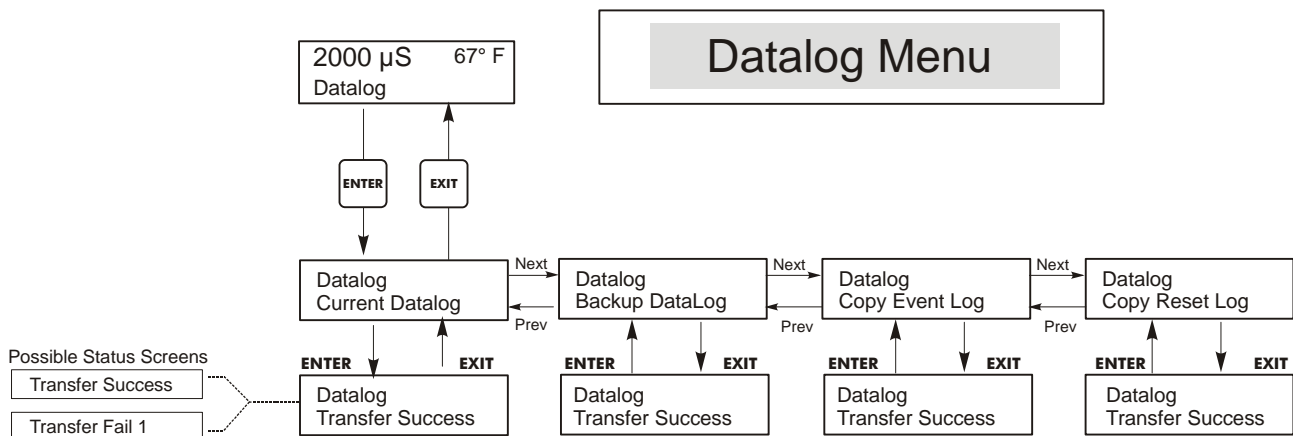 Datalog Menu
2000 µS 67° F
Datalog
ENTER EXIT
Datalog
Current Datalog
Next
Prev
Datalog
Backup DataLog
Next
Prev
Datalog
Copy Event Log
Next
Prev
Datalog
Copy Reset Log
Possible Status Screens
Transfer Success
Transfer Fail 1
ENTER EXIT
Datalog
Transfer Success
ENTER EXIT
Datalog
Transfer Success
ENTER EXIT
Datalog
Transfer Success
ENTER EXIT
Datalog
Transfer Success